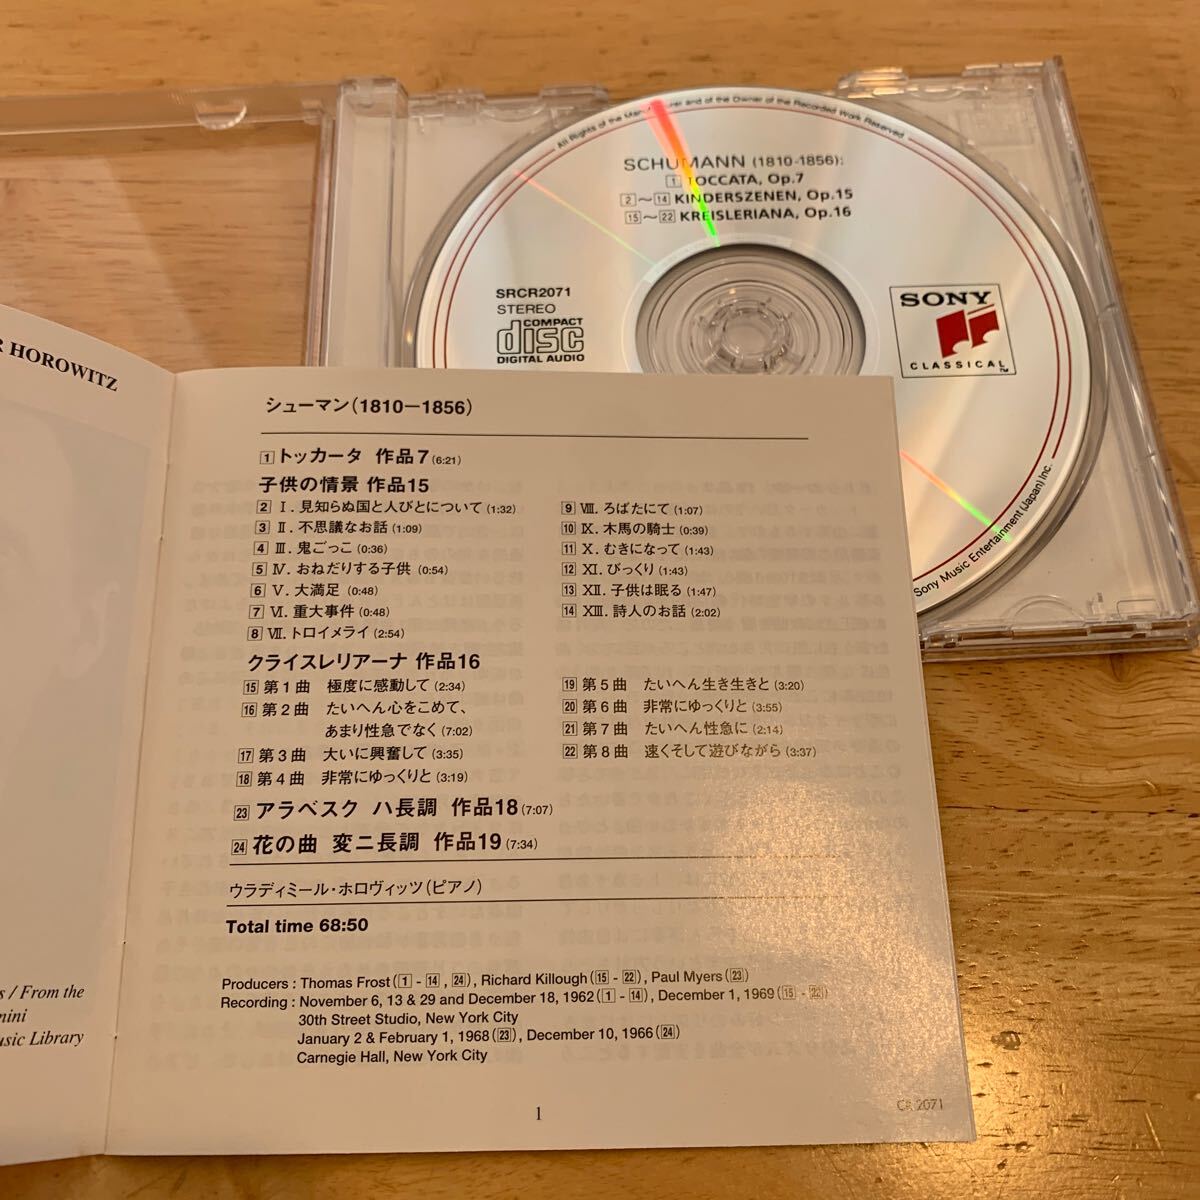 All Rights of the Manufacturer and of the Owner of the Recorded Work Reserved.
SCHUMANN (1810-1856):
1 TOCCATA, Op.7
2～14 KINDERSZENEN, Op.15
15～22 KREISLERIANA, Op.16
SRCR2071
STEREO
COMPACT
disc
DIGITAL AUDIO
SONY
CLASSICAL™
Sony Music Entertainment (Japan) Inc.
R HOROWITZ
s / From the
nini
usic Library
シューマン(1810－1856)
1 トッカータ 作品7(6:21)
子供の情景 作品15
2 Ⅰ. 見知らぬ国と人びとについて(1:32)
3 Ⅱ. 不思議なお話(1:09)
4 Ⅲ. 鬼ごっこ(0:36)
5 Ⅳ. おねだりする子供(0:54)
6 Ⅴ. 大満足(0:48)
7 Ⅵ. 重大事件(0:48)
8 Ⅶ. トロイメライ(2:54)
9 Ⅷ. ろばたにて(1:07)
10 Ⅸ. 木馬の騎士(0:39)
11 Ⅹ. むきになって(1:43)
12 Ⅺ. びっくり(1:43)
13 Ⅻ. 子供は眠る(1:47)
14 XIII. 詩人のお話(2:02)
クライスレリアーナ 作品16
15 第1曲 極度に感動して(2:34)
16 第2曲 たいへん心をこめて、
あまり性急でなく(7:02)
17 第3曲 大いに興奮して(3:35)
18 第4曲 非常にゆっくりと(3:19)
19 第5曲 たいへん生き生きと(3:20)
20 第6曲 非常にゆっくりと(3:55)
21 第7曲 たいへん性急に(2:14)
22 第8曲 速くそして遊びながら(3:37)
23 アラベスク ハ長調 作品18(7:07)
24 花の曲 変ニ長調 作品19(7:34)
ウラディミール・ホロヴィッツ(ピアノ)
Total time 68:50
Producers : Thomas Frost(1 - 14, 24), Richard Killough(15 - 22), Paul Myers(23)
Recording : November 6, 13 & 29 and December 18, 1962(1 - 14), December 1, 1969(15 - 22)
30th Street Studio, New York City
January 2 & February 1, 1968(23), December 10, 1966(24)
Carnegie Hall, New York City
1
CR 2071